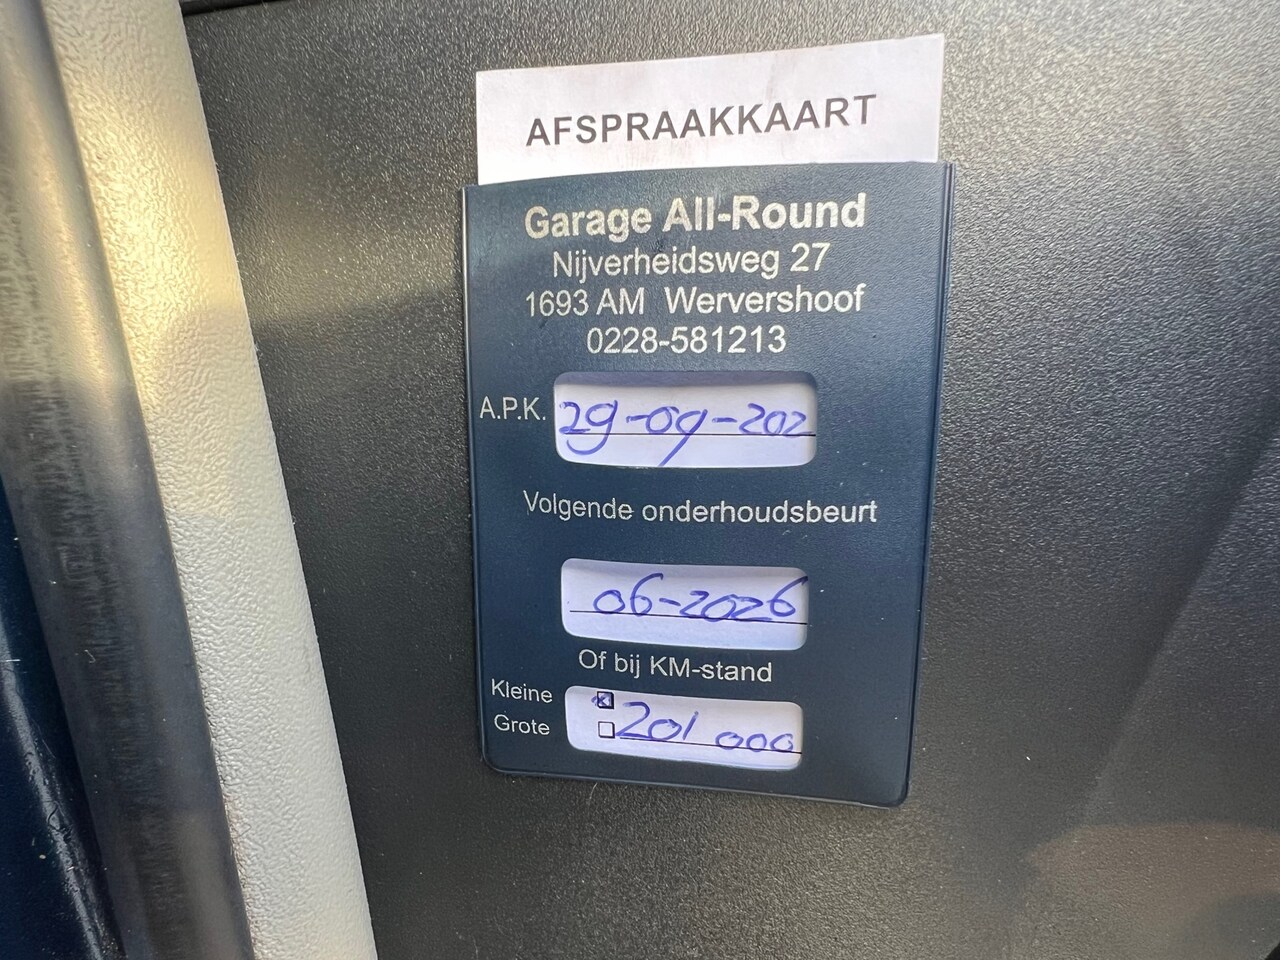 AFSPRAAKKAART
Garage All-Round
Nijverheidsweg 27
1693 AM Wervershoof
0228-581213
A.P.K. 29-09-202
Volgende onderhoudsbeurt
06-2026
Of bij KM-stand
Kleine
Grote 201 000